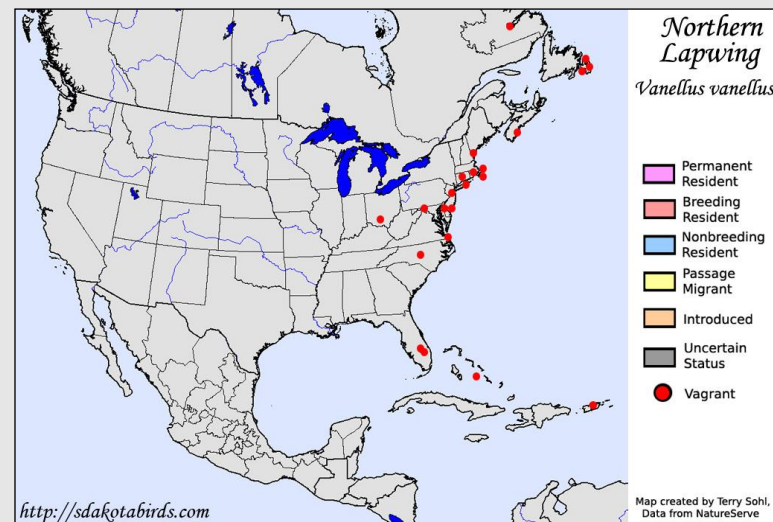 Northern
Lapwing
Vanellus vanellus
Permanent
Resident
Breeding
Resident
Nonbreeding
Resident
Passage
Migrant
Introduced
Uncertain
Status
Vagrant
http://sdakotabirds.com
Map created by Terry Sohl,
Data from NatureServe